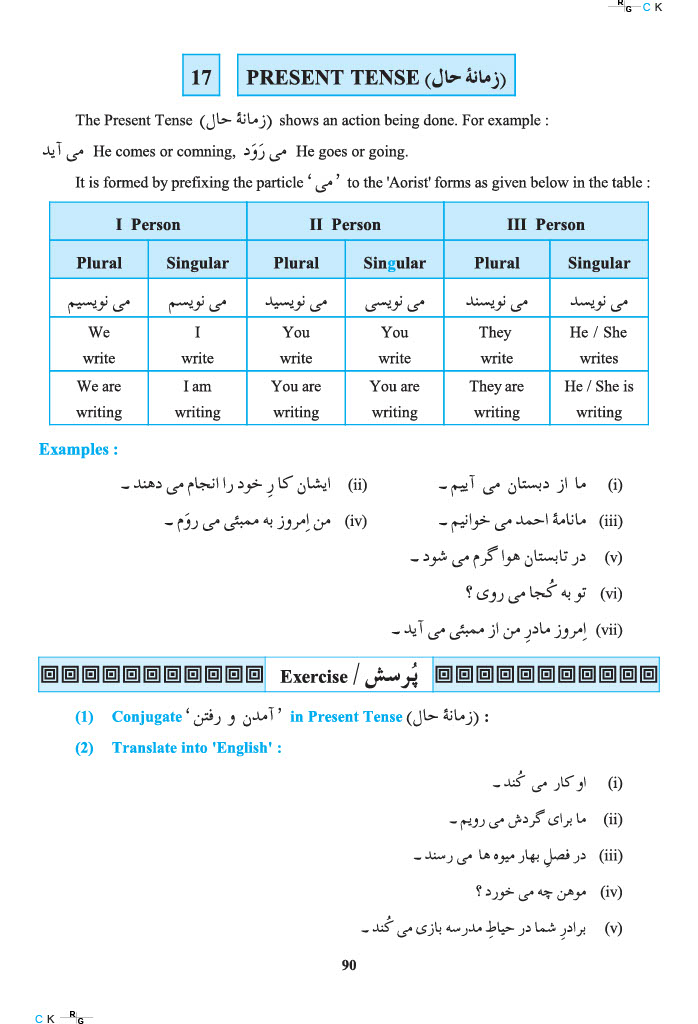 R
G C K
17 PRESENT TENSE (زمانۀ حال)
The Present Tense (زمانۀ حال) shows an action being done. For example :
می آید He comes or comning, می رَوَد He goes or going.
It is formed by prefixing the particle ‘ می ’ to the 'Aorist' forms as given below in the table :
I Person II Person III Person
Plural Singular Plural Singular Plural Singular
می نویسیم می نویسم می نویسید می نویسی می نویسند می نویسد
We I You You They He / She
write write write write write writes
We are I am You are You are They are He / She is
writing writing writing writing writing writing
Examples :
(i) ما از دبستان می آییم ۔ (ii) ایشان کا رِ خود را انجام می دهند ۔
(iii) مانامۀ احمد می خوانیم ۔ (iv) من اِمروز به ممبئی می روَم ۔
(v) در تابستان هوا گرم می شود ۔
(vi) تو به کُجا می روی ؟
(vii) اِمروز مادرِ من از ممبئی می آید ۔
Exercise / پُرسش
(1) Conjugate ‘ آمدن و رفتن ’ in Present Tense (زمانۀ حال) :
(2) Translate into 'English' :
(i) او کار می کُند ۔
(ii) ما برای گردش می رویم ۔
(iii) در فصلِ بهار میوه ها می رسند ۔
(iv) موهن چه می خورد ؟
(v) برادرِ شما در حیاطِ مدرسه بازی می کُند ۔
90
C K R
G